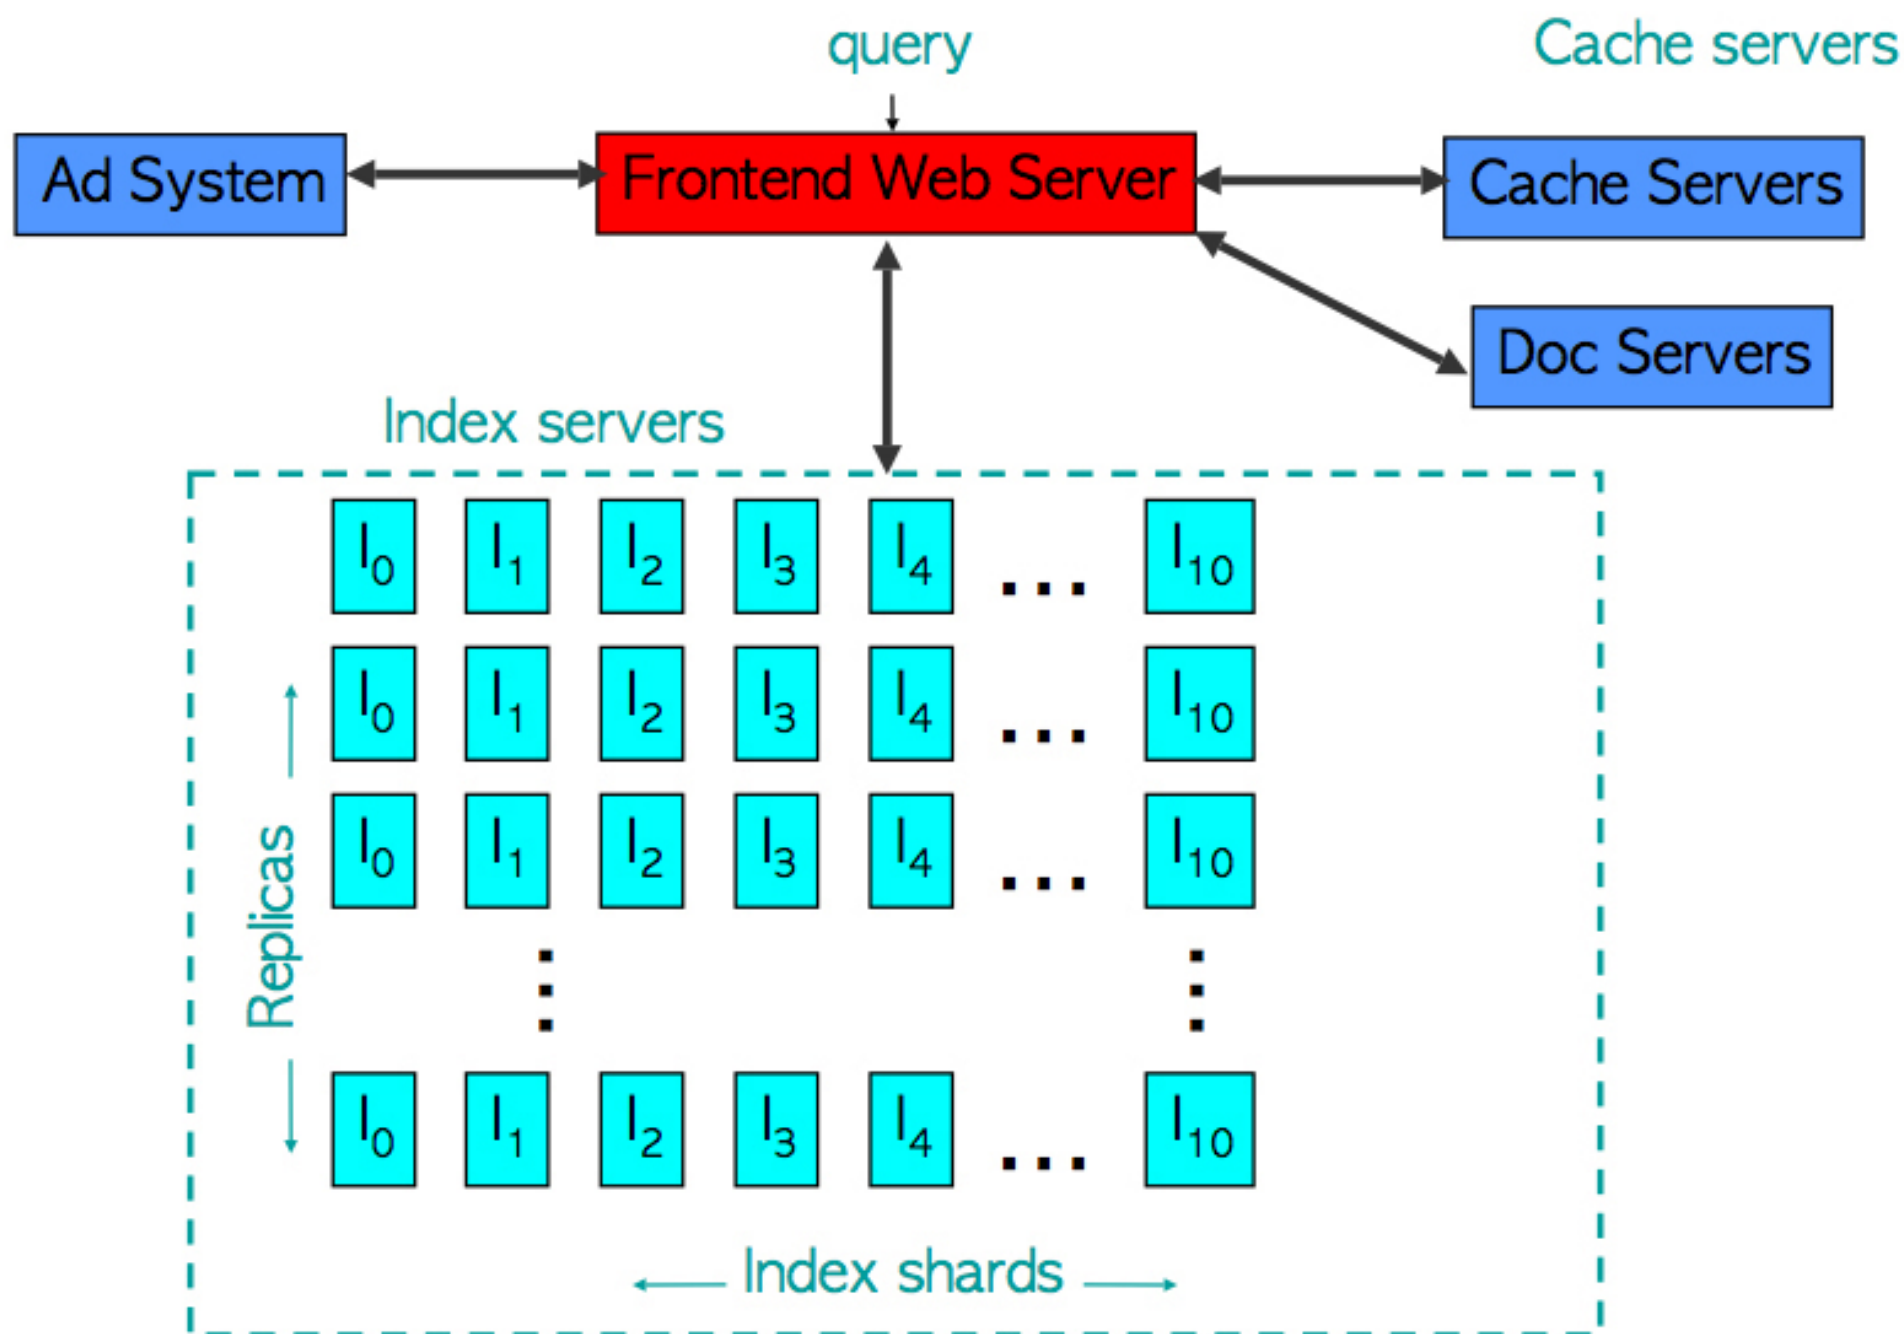 query
Cache servers
Ad System
Frontend Web Server
Cache Servers
Doc Servers
Index servers
I0 I1 I2 I3 I4 ... I10
I0 I1 I2 I3 I4 ... I10
Replicas
I0 I1 I2 I3 I4 ... I10
I0 I1 I2 I3 I4 ... I10
Index shards